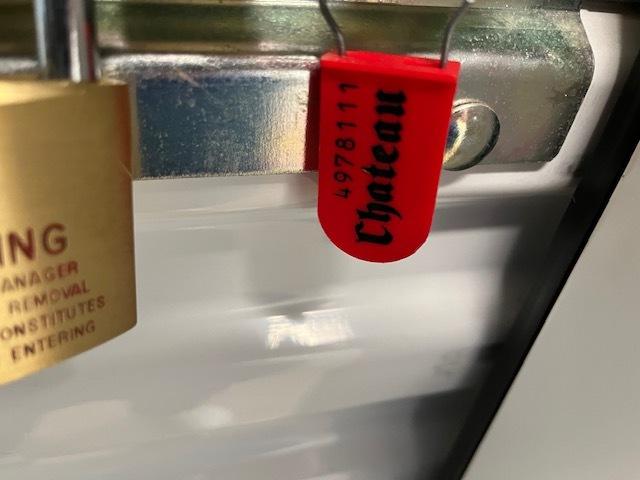 ING
ANAGER
REMOVAL
ONSTITUTES
ENTERING
4978111
Chateau